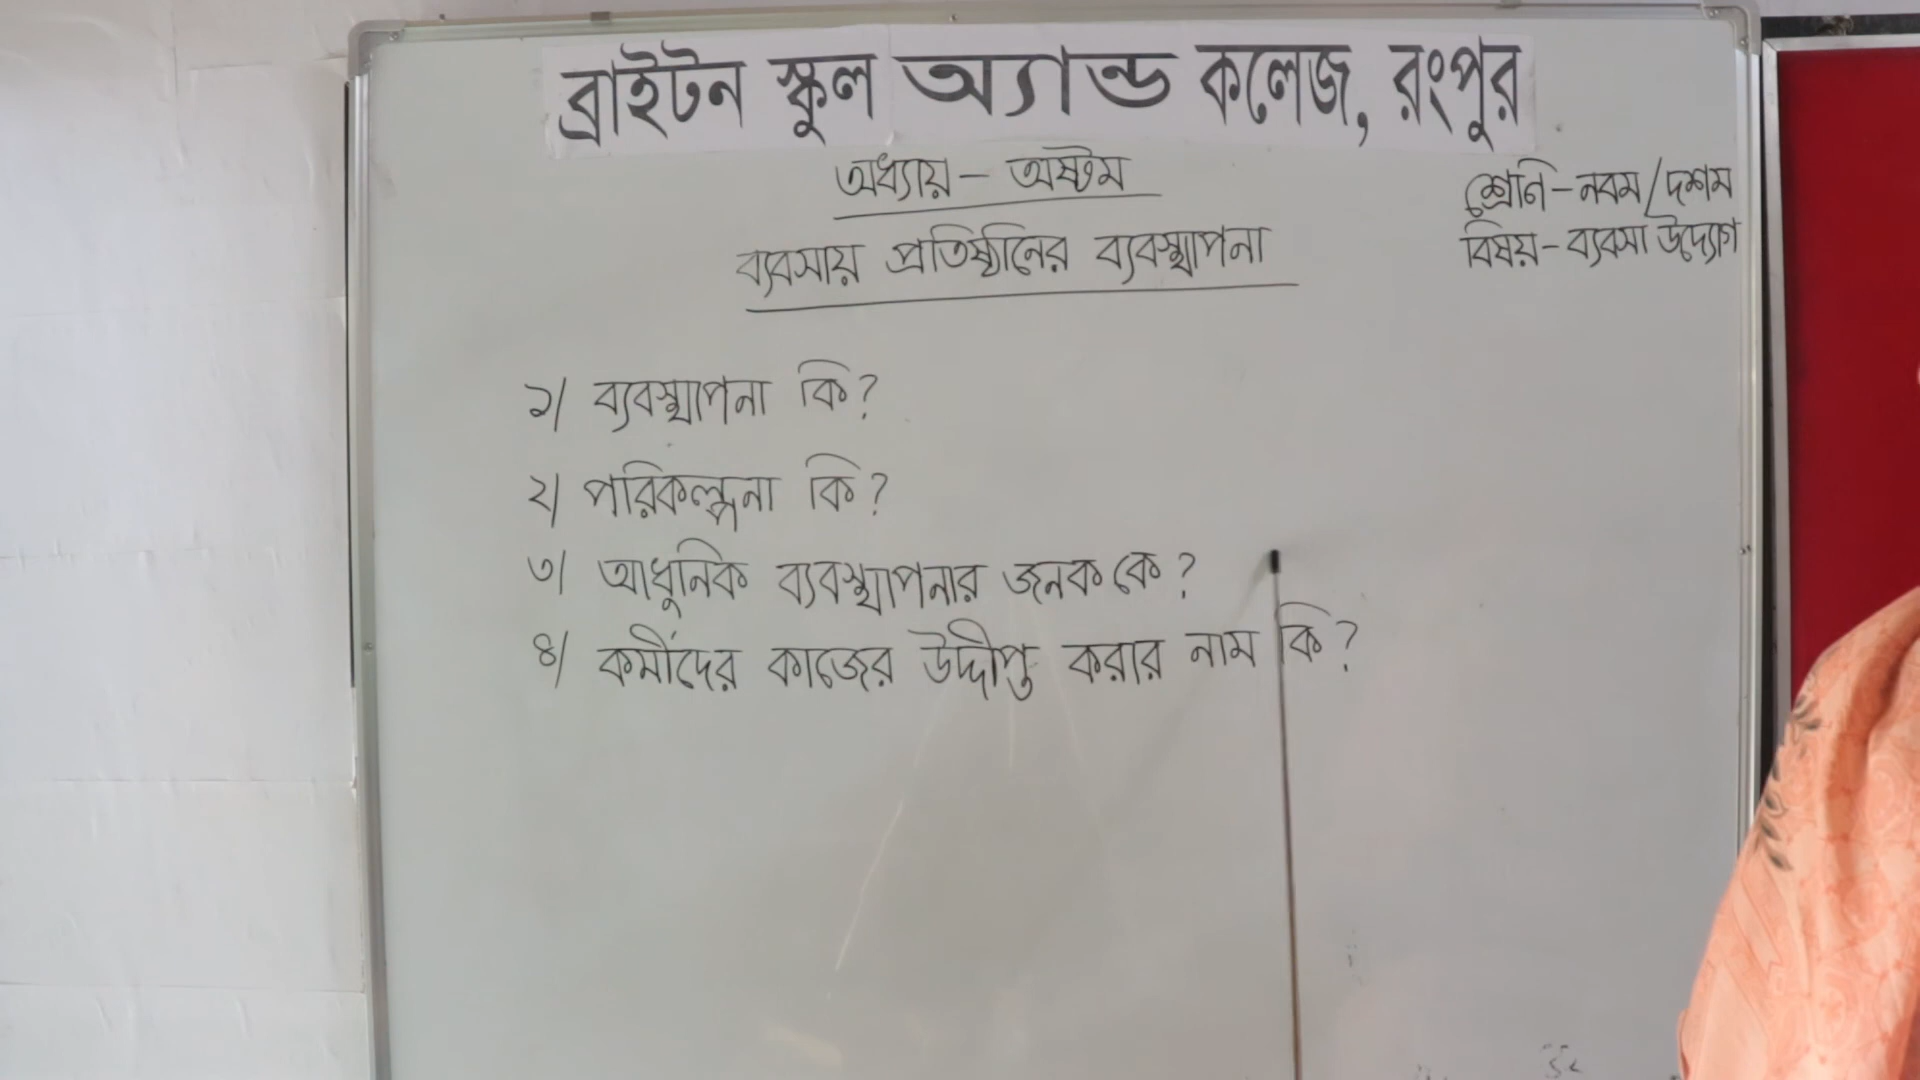 ব্রাইটন স্কুল অ্যান্ড কলেজ, রংপুর
অধ্যায় - অষ্টম
ব্যবসায় প্রতিষ্ঠানের ব্যবস্থাপনা
শ্রেণি - নবম/দশম
বিষয় - ব্যবসা উদ্যোগ
১/ ব্যবস্থাপনা কি?
২/ পরিকল্পনা কি?
৩/ আধুনিক ব্যবস্থাপনার জনক কে?
৪/ কর্মীদের কাজের উদ্দীপ্ত করার নাম কি?